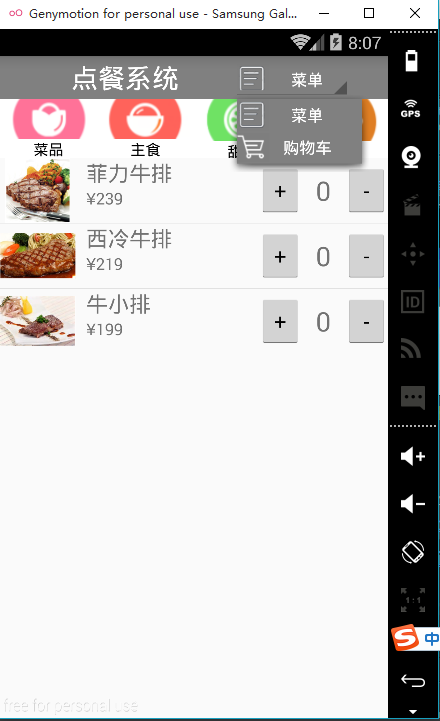 Genymotion for personal use - Samsung Gal...
8:07
点餐系统
菜单
菜单
购物车
菜品
主食
甜
菲力牛排
¥239
+ 0 -
西冷牛排
¥219
+ 0 -
牛小排
¥199
+ 0 -
GPS
ID
1:1
S 中
free for personal use